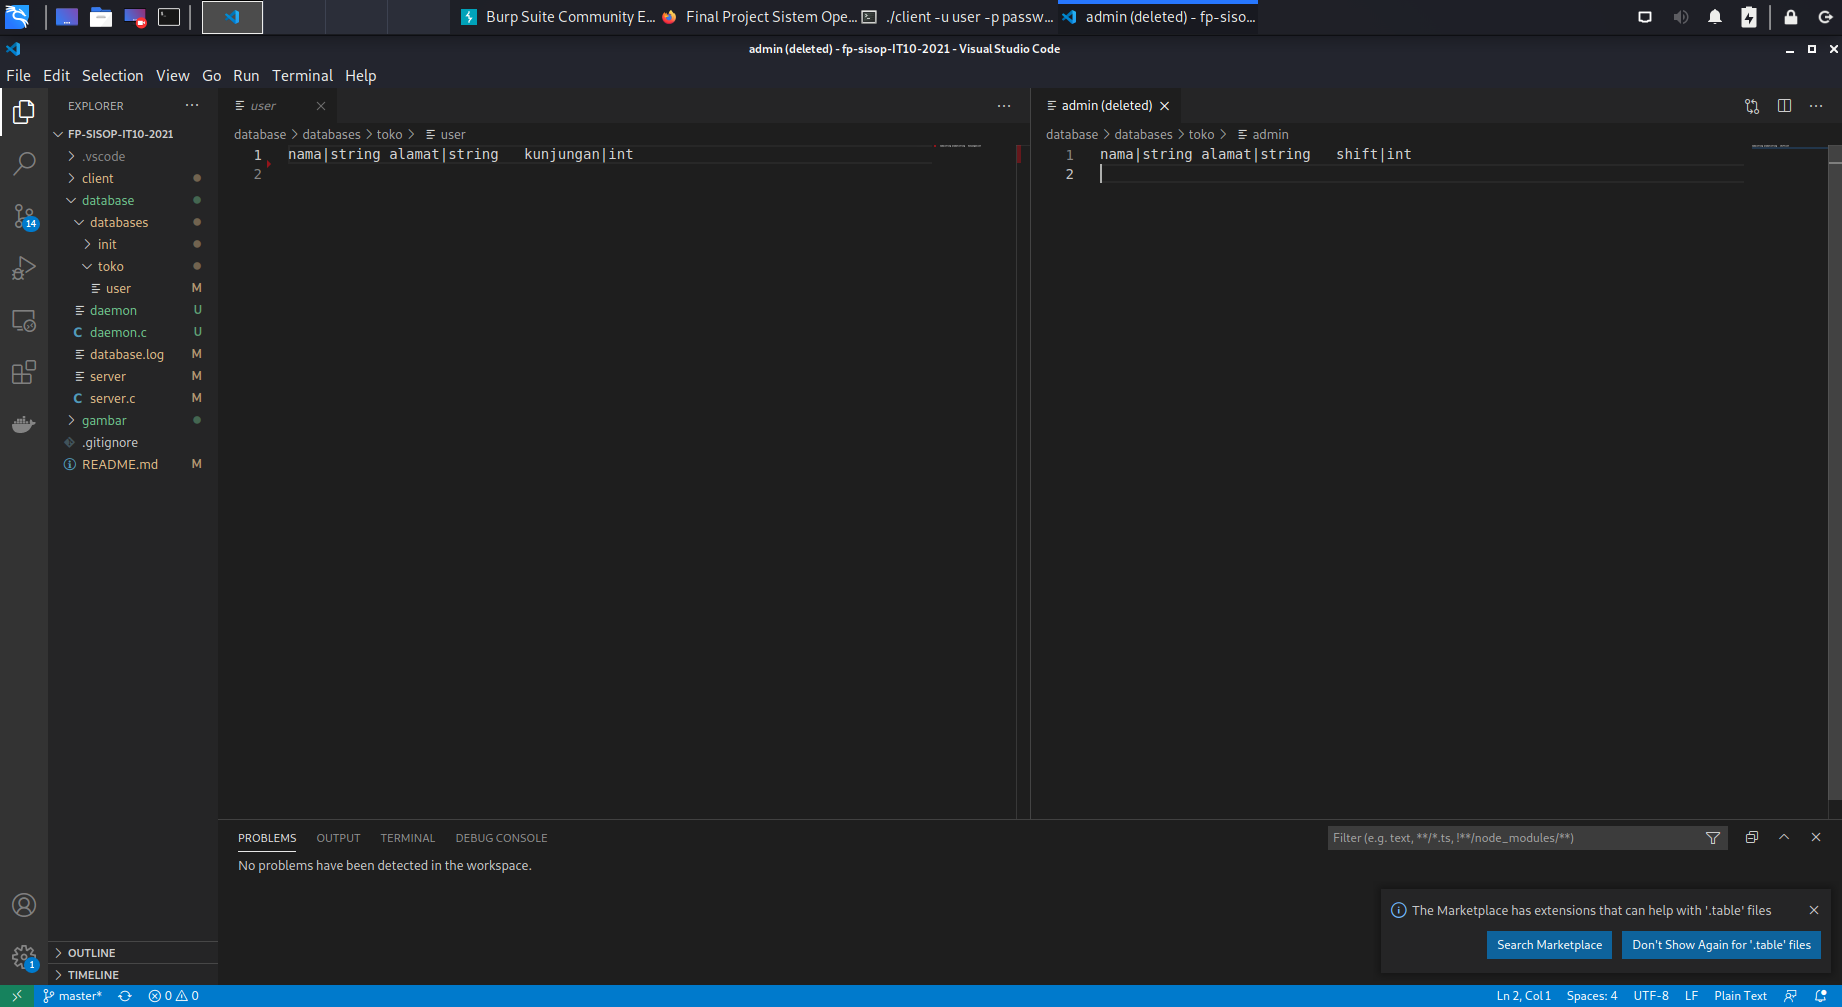 Burp Suite Community E...
Final Project Sistem Ope...
./client -u user -p passw...
admin (deleted) - fp-siso...
admin (deleted) - fp-sisop-IT10-2021 - Visual Studio Code
File Edit Selection View Go Run Terminal Help
EXPLORER
FP-SISOP-IT10-2021
.vscode
client
database
databases
init
toko
user M
daemon U
daemon.c U
database.log M
server M
server.c M
gambar
.gitignore
README.md M
14
1
OUTLINE
TIMELINE
user
database > databases > toko > user
1 nama|string alamat|string kunjungan|int
2
admin (deleted)
database > databases > toko > admin
1 nama|string alamat|string shift|int
2
PROBLEMS OUTPUT TERMINAL DEBUG CONSOLE
Filter (e.g. text, **/*.ts, !**/node_modules/**)
No problems have been detected in the workspace.
The Marketplace has extensions that can help with '.table' files
Search Marketplace
Don't Show Again for '.table' files
master* 0 0
Ln 2, Col 1 Spaces: 4 UTF-8 LF Plain Text